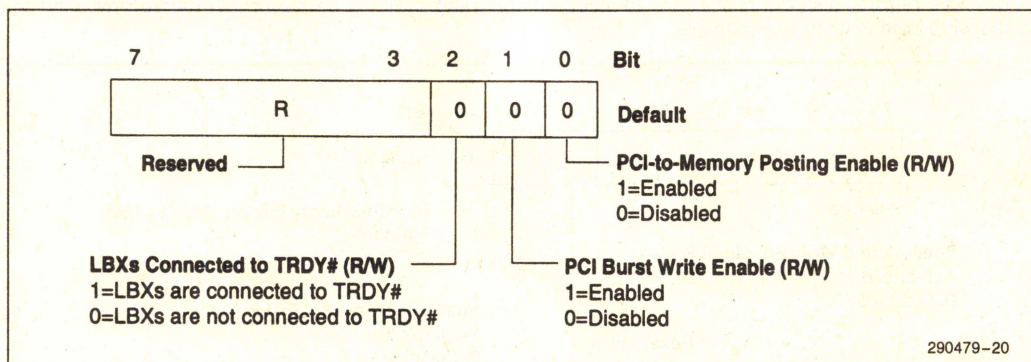 7 3 2 1 0 Bit
R 0 0 0 Default
Reserved
PCI-to-Memory Posting Enable (R/W)
1=Enabled
0=Disabled
LBXs Connected to TRDY# (R/W)
1=LBXs are connected to TRDY#
0=LBXs are not connected to TRDY#
PCI Burst Write Enable (R/W)
1=Enabled
0=Disabled
290479-20